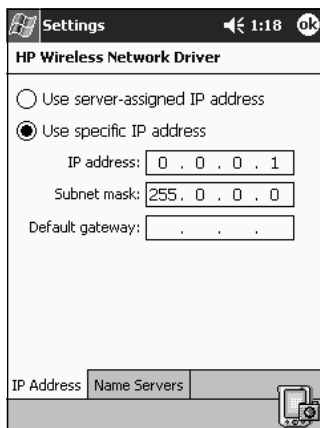 Settings 1:18 ok
HP Wireless Network Driver
Use server-assigned IP address
Use specific IP address
IP address: 0 . 0 . 0 . 1
Subnet mask: 255. 0 . 0 . 0
Default gateway: . . .
IP Address Name Servers